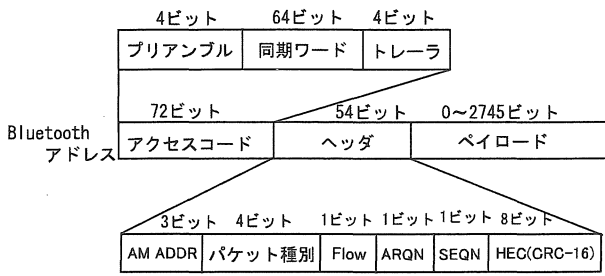 4ビット 64ビット 4ビット
プリアンブル 同期ワード トレーラ
72ビット 54ビット 0～2745ビット
Bluetooth
アドレス アクセスコード ヘッダ ペイロード
3ビット 4ビット 1ビット 1ビット 1ビット 8ビット
AM ADDR パケット種別 Flow ARQN SEQN HEC(CRC-16)